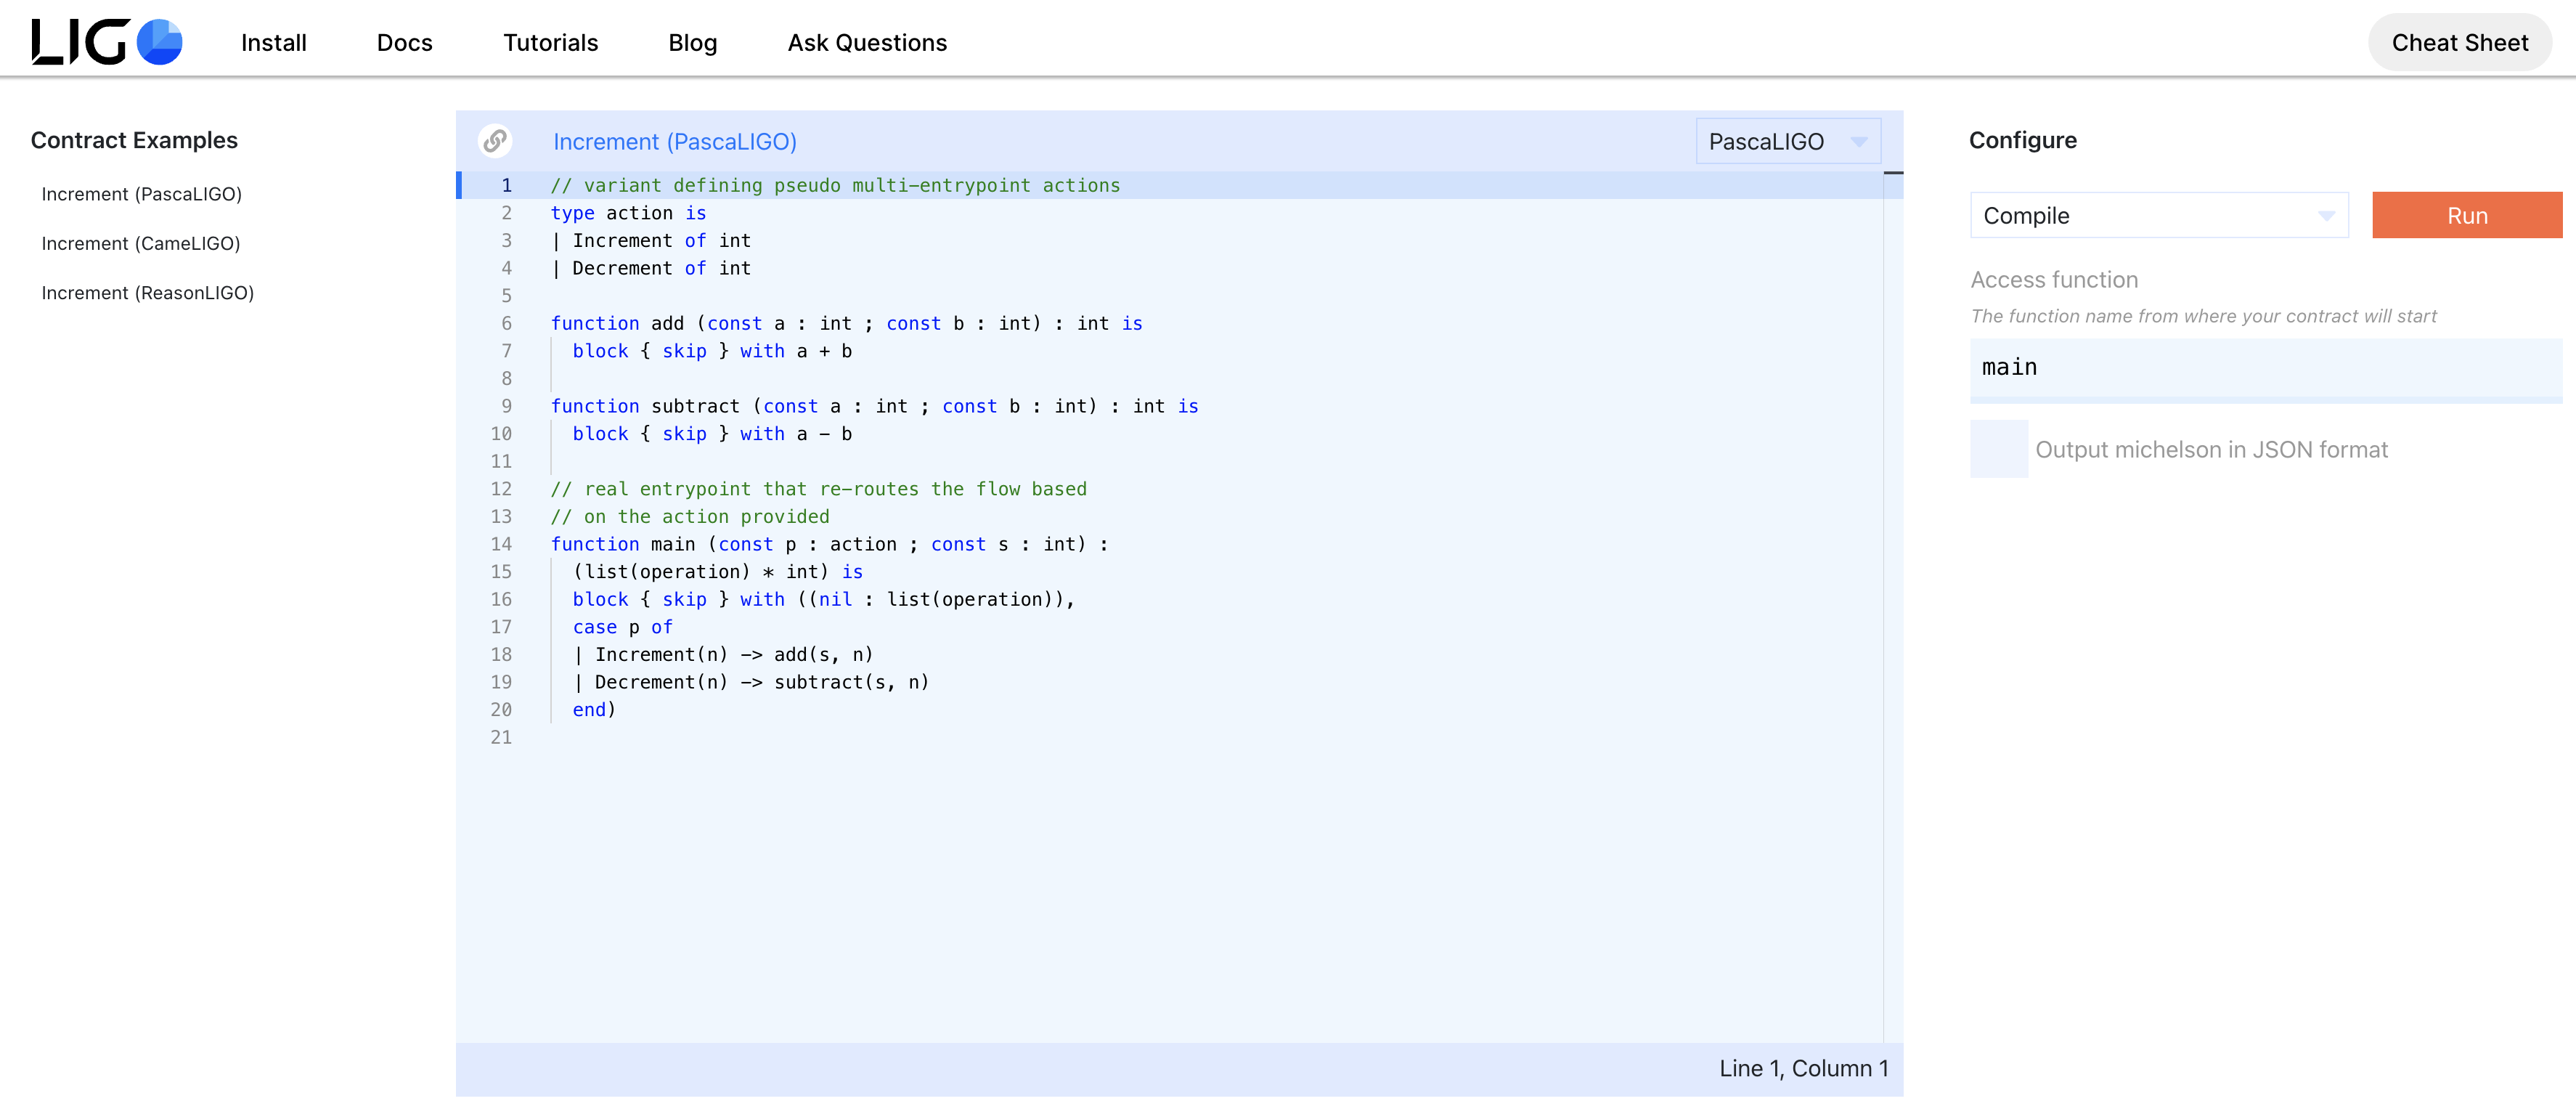 LIGO
Install
Docs
Tutorials
Blog
Ask Questions
Cheat Sheet
Contract Examples
Increment (PascaLIGO)
Increment (CameLIGO)
Increment (ReasonLIGO)
Increment (PascaLIGO)
PascaLIGO
1 // variant defining pseudo multi-entrypoint actions
2 type action is
3 | Increment of int
4 | Decrement of int
5
6 function add (const a : int ; const b : int) : int is
7   block { skip } with a + b
8
9 function subtract (const a : int ; const b : int) : int is
10   block { skip } with a - b
11
12 // real entrypoint that re-routes the flow based
13 // on the action provided
14 function main (const p : action ; const s : int) :
15   (list(operation) * int) is
16   block { skip } with ((nil : list(operation)),
17   case p of
18   | Increment(n) -> add(s, n)
19   | Decrement(n) -> subtract(s, n)
20   end)
21
Line 1, Column 1
Configure
Compile
Run
Access function
The function name from where your contract will start
main
Output michelson in JSON format